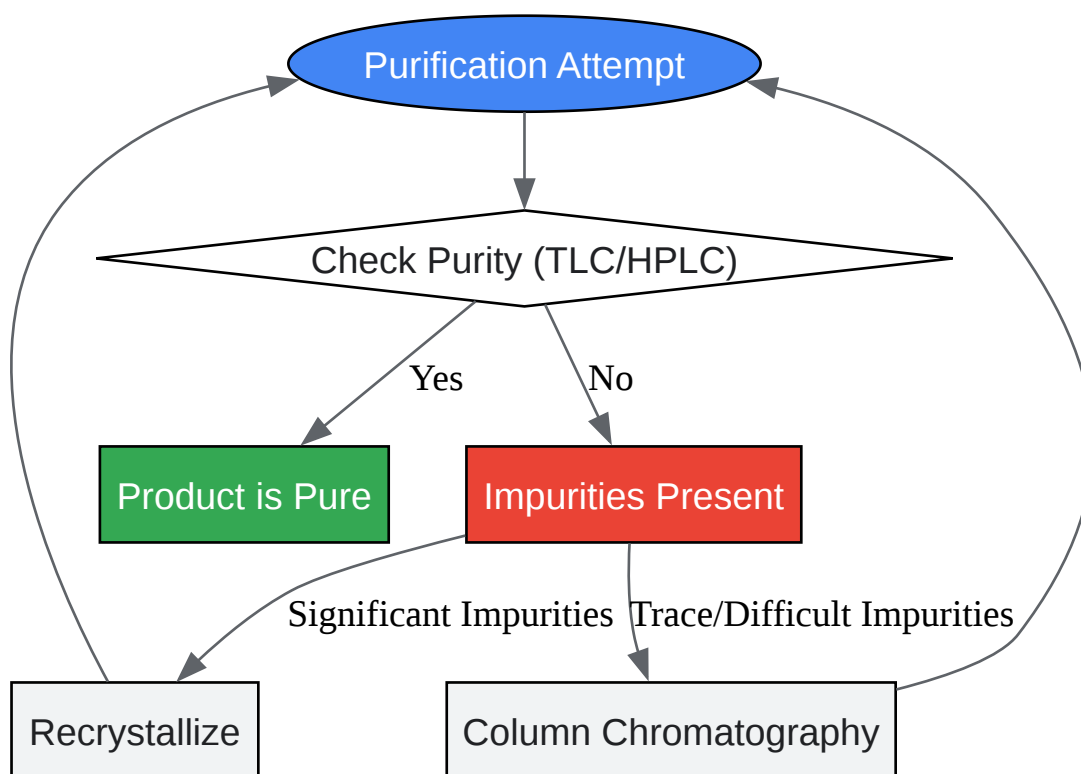 Purification Attempt
Check Purity (TLC/HPLC)
Yes
No
Product is Pure
Impurities Present
Significant Impurities
Trace/Difficult Impurities
Recrystallize
Column Chromatography